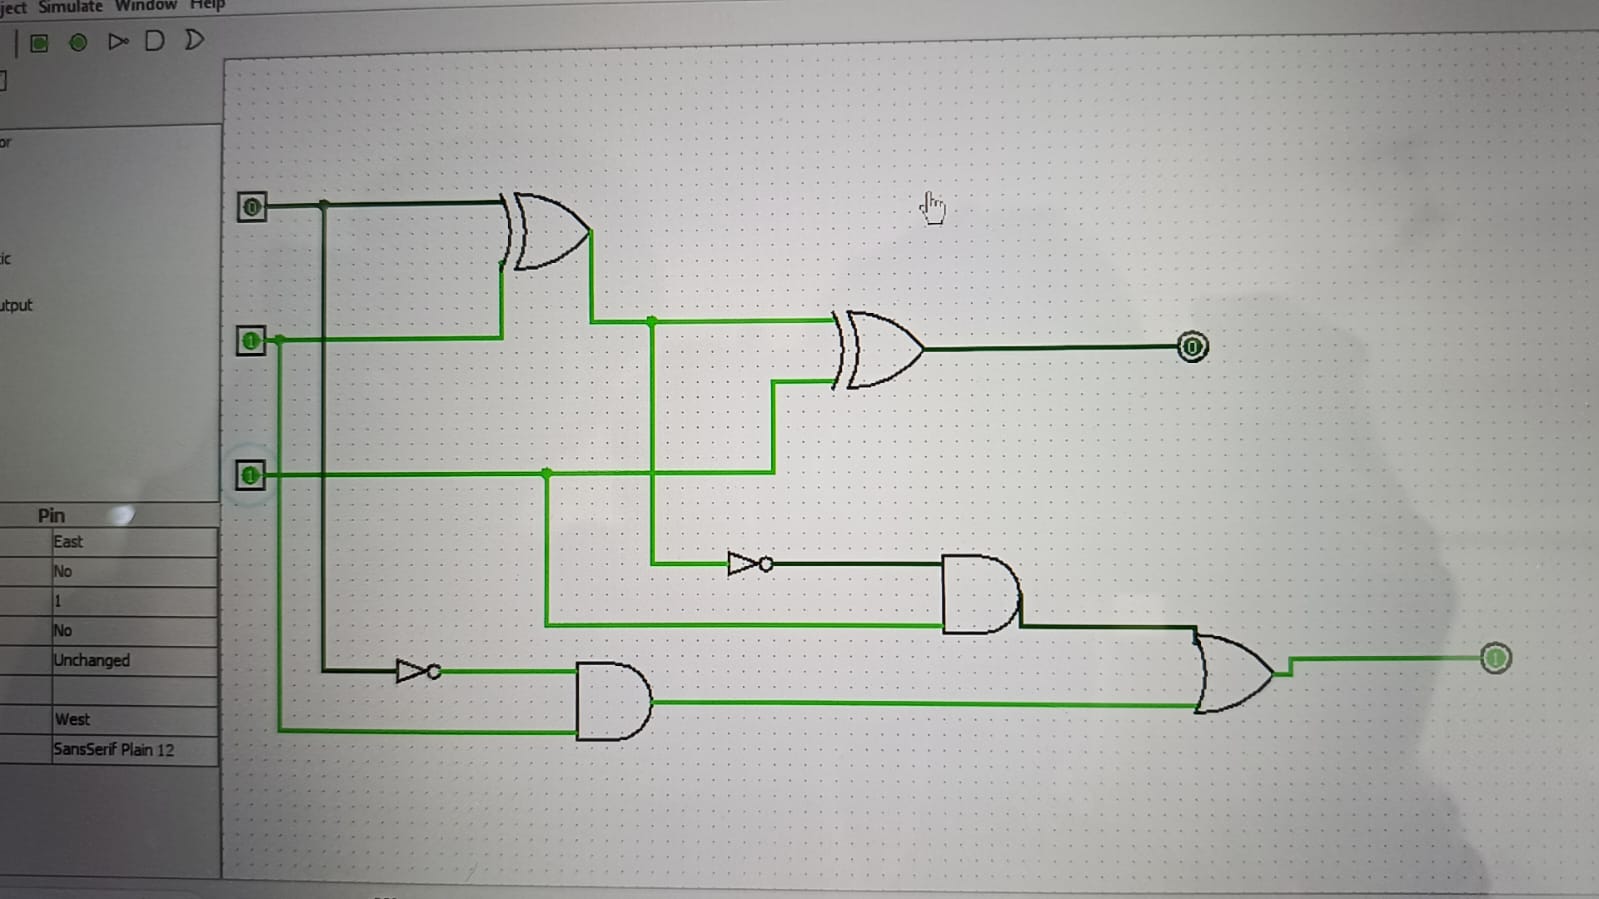 ject Simulate Window Help
or
ic
utput
0
1
1
0
1
Pin
East
No
1
No
Unchanged
West
SansSerif Plain 12